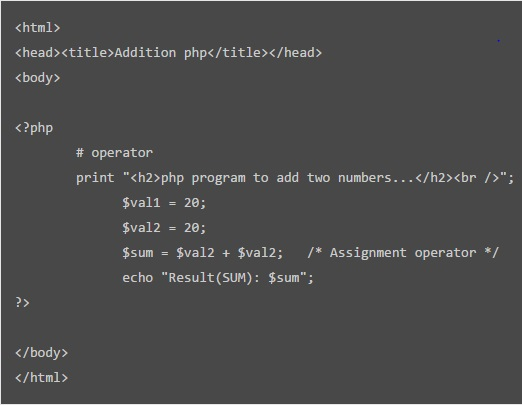 <html>
<head><title>Addition php</title></head>
<body>
<?php
# operator
print "<h2>php program to add two numbers...</h2><br />";
$val1 = 20;
$val2 = 20;
$sum = $val2 + $val2;   /* Assignment operator */
echo "Result(SUM): $sum";
?>
</body>
</html>